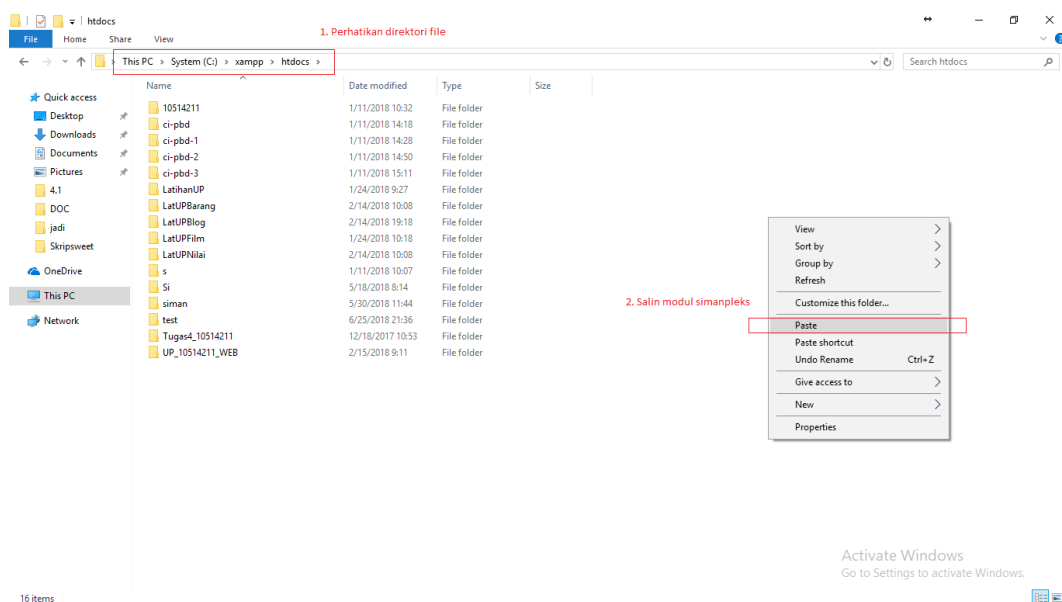 htdocs
1. Perhatikan direktori file
File Home Share View
This PC > System (C:) > xampp > htdocs >
Search htdocs
Name Date modified Type Size
Quick access
Desktop
Downloads
Documents
Pictures
4.1
DOC
jadi
Skripsweet
OneDrive
This PC
Network
10514211 1/11/2018 10:32 File folder
ci-pbd 1/11/2018 14:18 File folder
ci-pbd-1 1/11/2018 14:28 File folder
ci-pbd-2 1/11/2018 14:50 File folder
ci-pbd-3 1/11/2018 15:11 File folder
LatihanUP 1/24/2018 9:27 File folder
LatUPBarang 2/14/2018 10:08 File folder
LatUPBlog 2/14/2018 19:18 File folder
LatUPFilm 1/24/2018 10:18 File folder
LatUPNilai 2/14/2018 10:08 File folder
s 1/11/2018 10:07 File folder
Si 5/18/2018 8:14 File folder
siman 5/30/2018 11:44 File folder
test 6/25/2018 21:36 File folder
Tugas4_10514211 12/18/2017 10:53 File folder
UP_10514211_WEB 2/15/2018 9:11 File folder
2. Salin modul simanpleks
View
Sort by
Group by
Refresh
Customize this folder...
Paste
Paste shortcut
Undo Rename Ctrl+Z
Give access to
New
Properties
Activate Windows
Go to Settings to activate Windows.
16 items